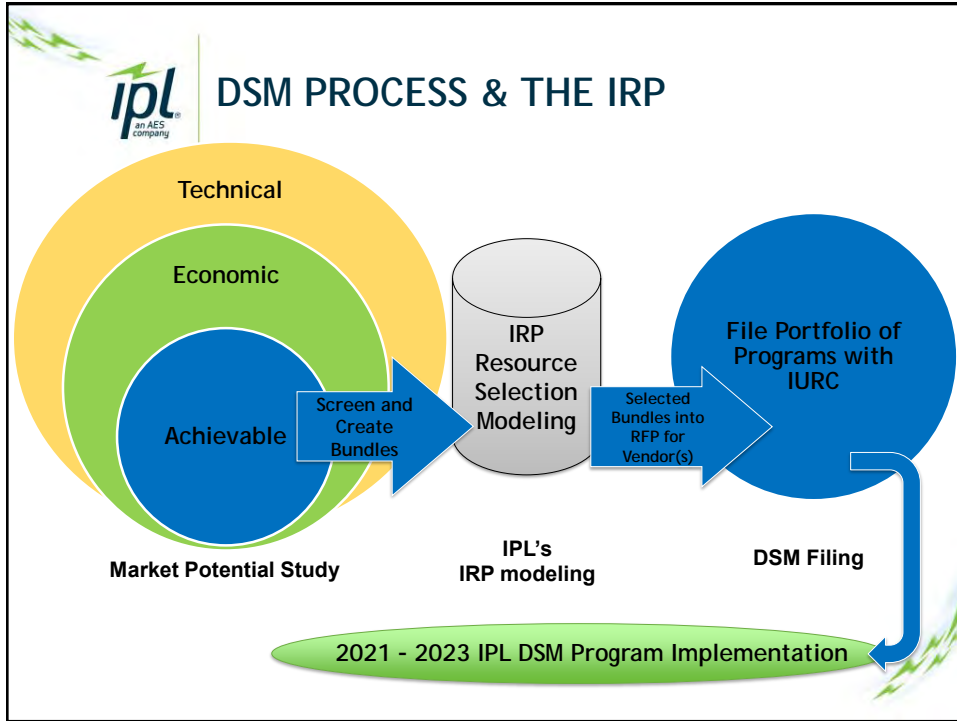 ipl®
an AES
company
DSM PROCESS & THE IRP
Technical
Economic
Achievable
Screen and
Create
Bundles
IRP
Resource
Selection
Modeling
Selected
Bundles into
RFP for
Vendor(s)
File Portfolio of
Programs with
IURC
Market Potential Study
IPL's
IRP modeling
DSM Filing
2021 - 2023 IPL DSM Program Implementation